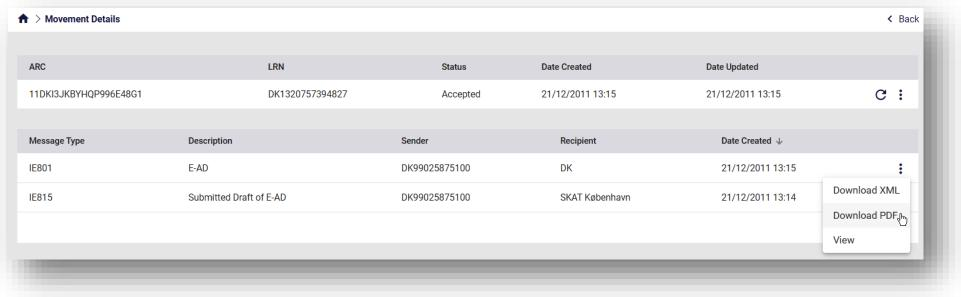 > Movement Details
< Back
ARC LRN Status Date Created Date Updated
11DKI3JKBYHQP996E48G1 DK1320757394827 Accepted 21/12/2011 13:15 21/12/2011 13:15
Message Type Description Sender Recipient Date Created ↓
IE801 E-AD DK99025875100 DK 21/12/2011 13:15
IE815 Submitted Draft of E-AD DK99025875100 SKAT København 21/12/2011 13:14
Download XML
Download PDF
View